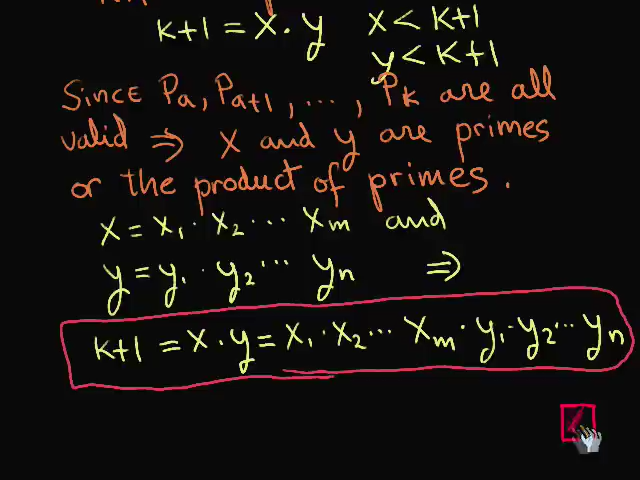 k+1 = x · y   x < k+1
y < k+1
Since Pa, Pa+1, ..., Pk are all
valid ⇒ x and y are primes
or the product of primes.
x = x₁ · x₂ ... xm and
y = y₁ · y₂ ... yn ⇒
k+1 = x · y = x₁ · x₂ ... xm · y₁ · y₂ ... yn